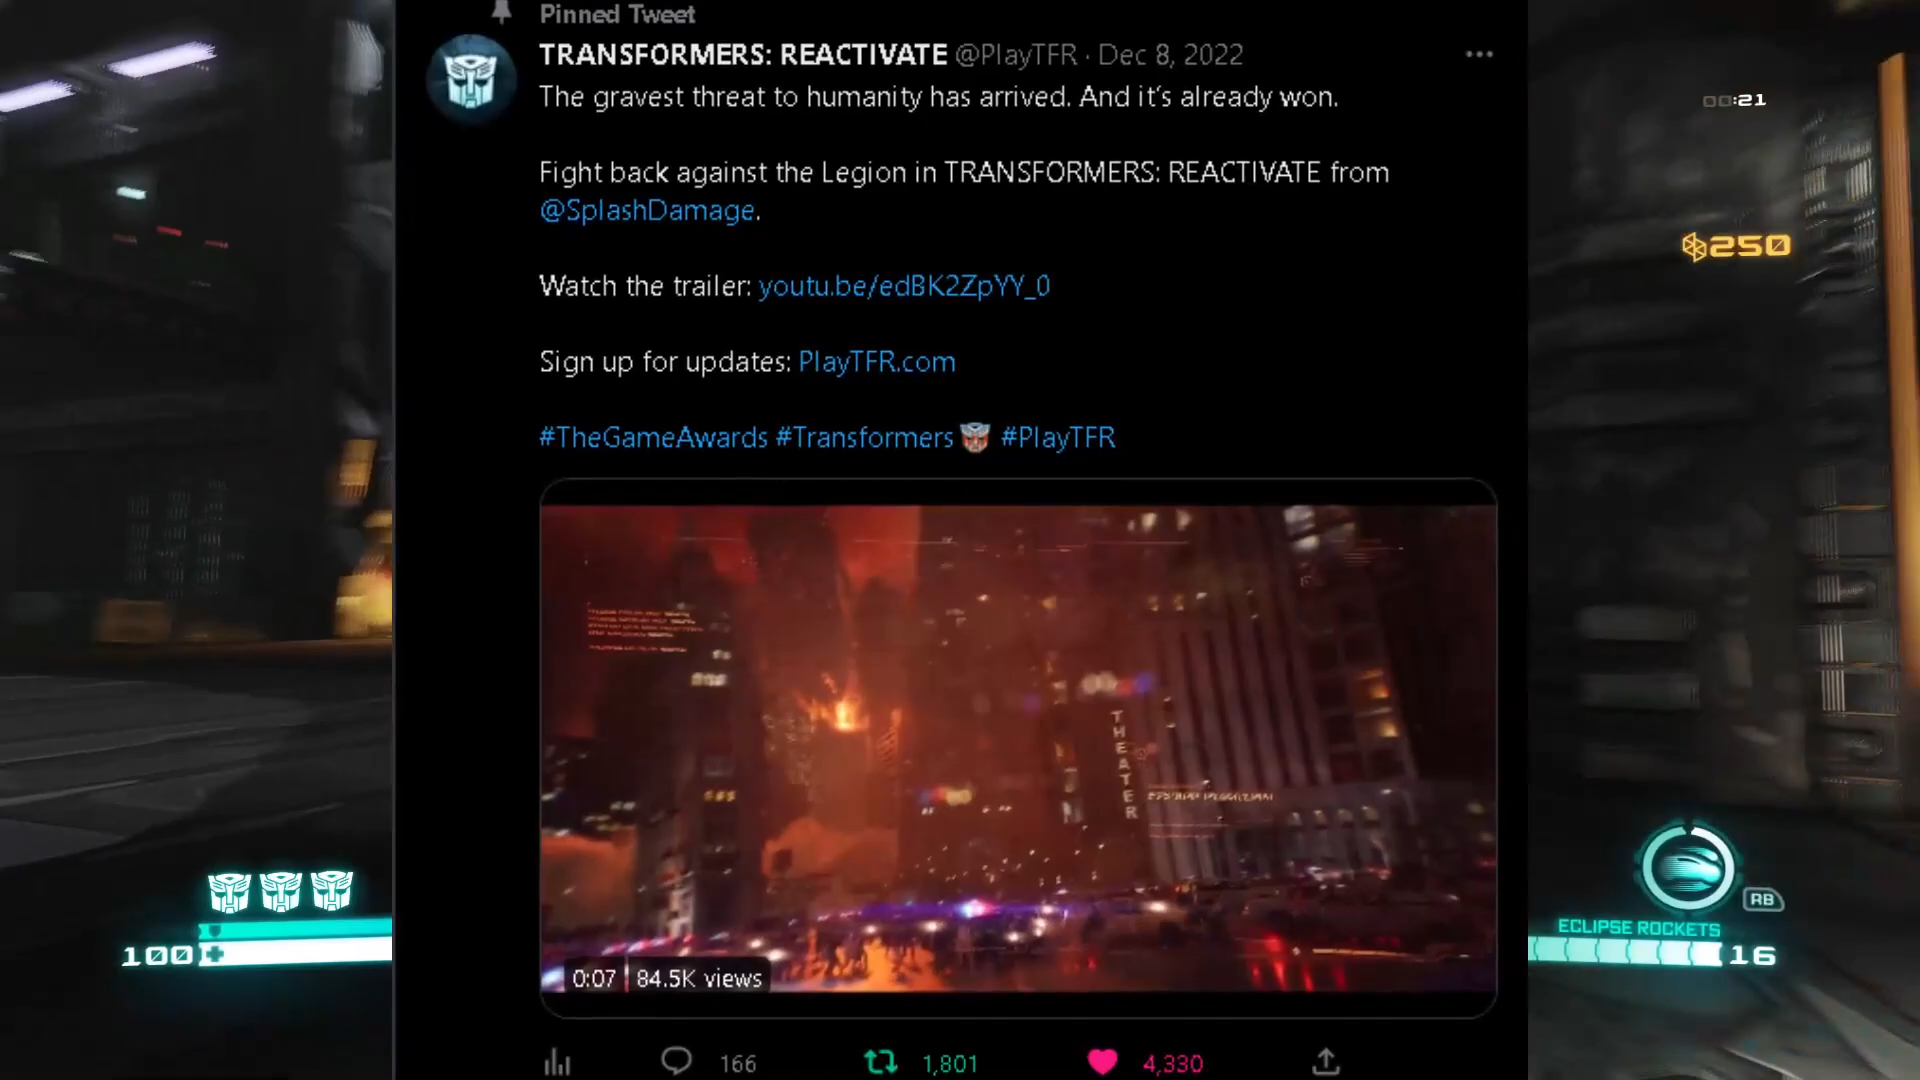 Pinned Tweet
TRANSFORMERS: REACTIVATE @PlayTFR · Dec 8, 2022
The gravest threat to humanity has arrived. And it's already won.
Fight back against the Legion in TRANSFORMERS: REACTIVATE from
@SplashDamage.
Watch the trailer: youtu.be/edBK2ZpYY_0
Sign up for updates: PlayTFR.com
#TheGameAwards #Transformers #PlayTFR
THEATER
0:07 84.5K views
166 1,801 4,330
00:21
250
100
RB
ECLIPSE ROCKETS
16